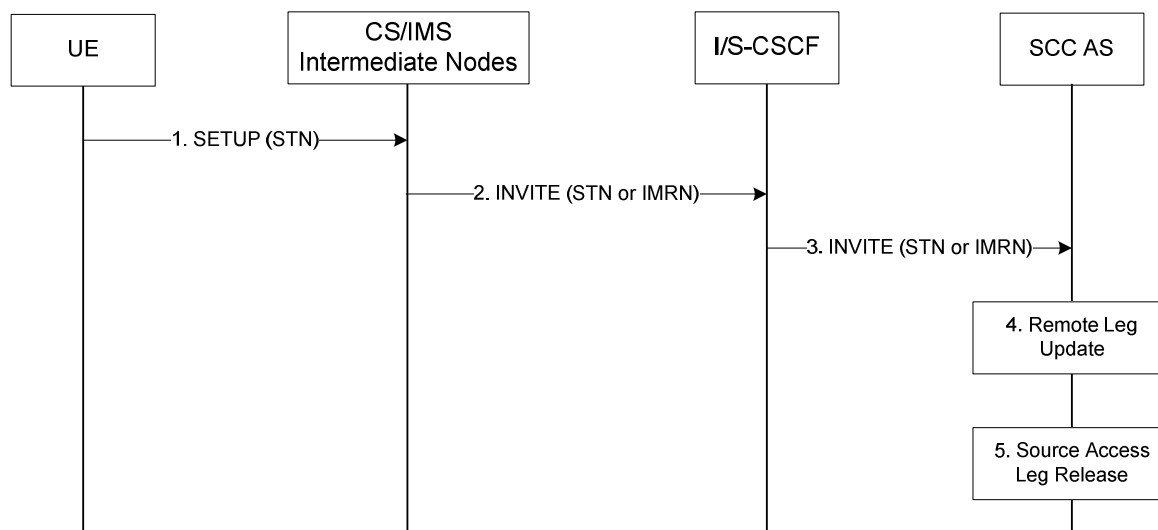 UE
CS/IMS
Intermediate Nodes
I/S-CSCF
SCC AS
1. SETUP (STN)
2. INVITE (STN or IMRN)
3. INVITE (STN or IMRN)
4. Remote Leg
Update
5. Source Access
Leg Release